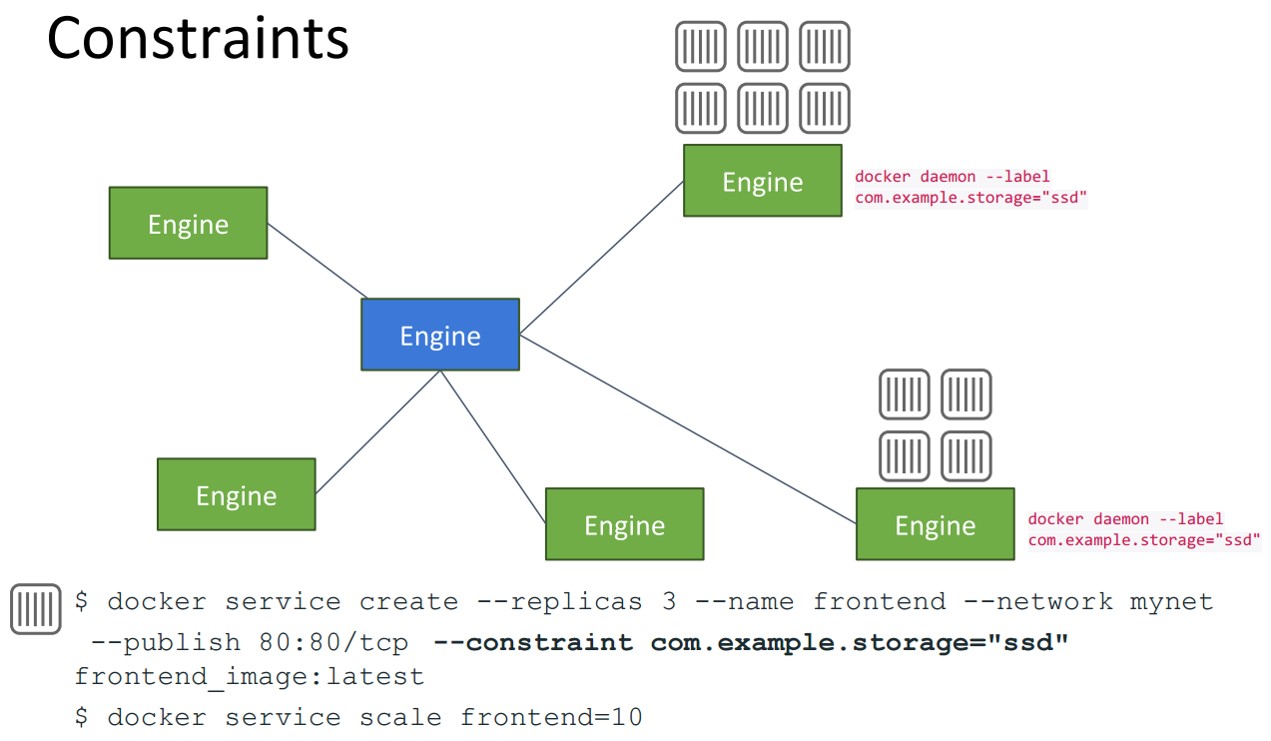 Constraints
Engine
docker daemon --label
com.example.storage="ssd"
Engine
Engine
Engine
Engine
Engine
docker daemon --label
com.example.storage="ssd"
$ docker service create --replicas 3 --name frontend --network mynet
--publish 80:80/tcp --constraint com.example.storage="ssd"
frontend_image:latest
$ docker service scale frontend=10